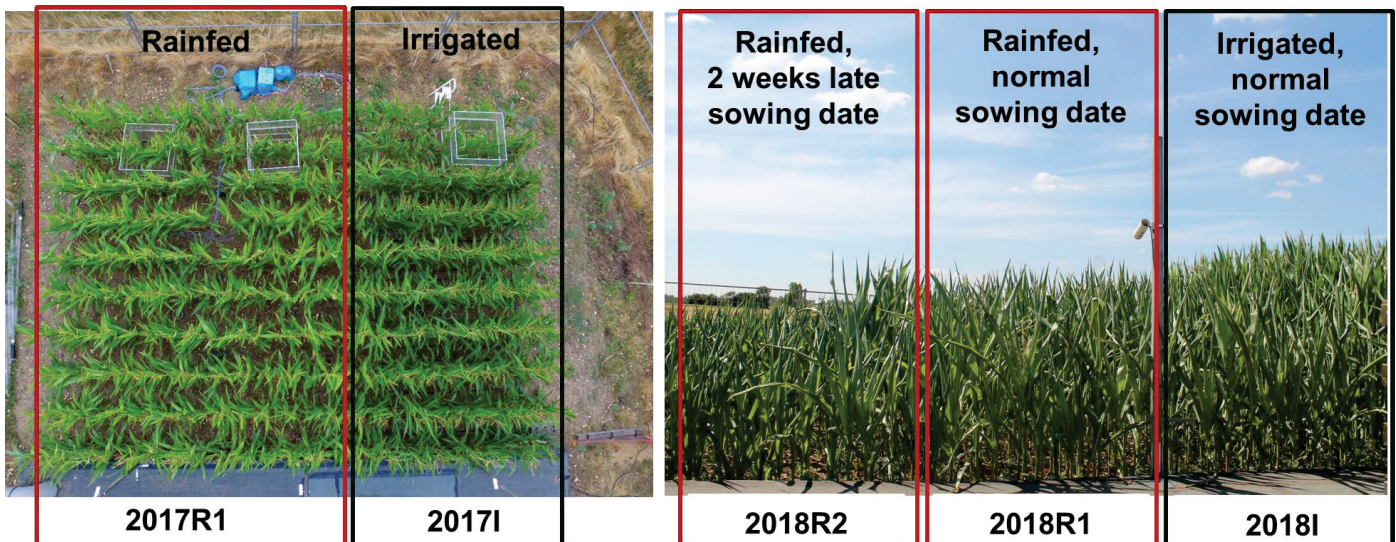 Rainfed
Irrigated
2017R1
2017I
Rainfed,
2 weeks late
sowing date
Rainfed,
normal
sowing date
Irrigated,
normal
sowing date
2018R2
2018R1
2018I